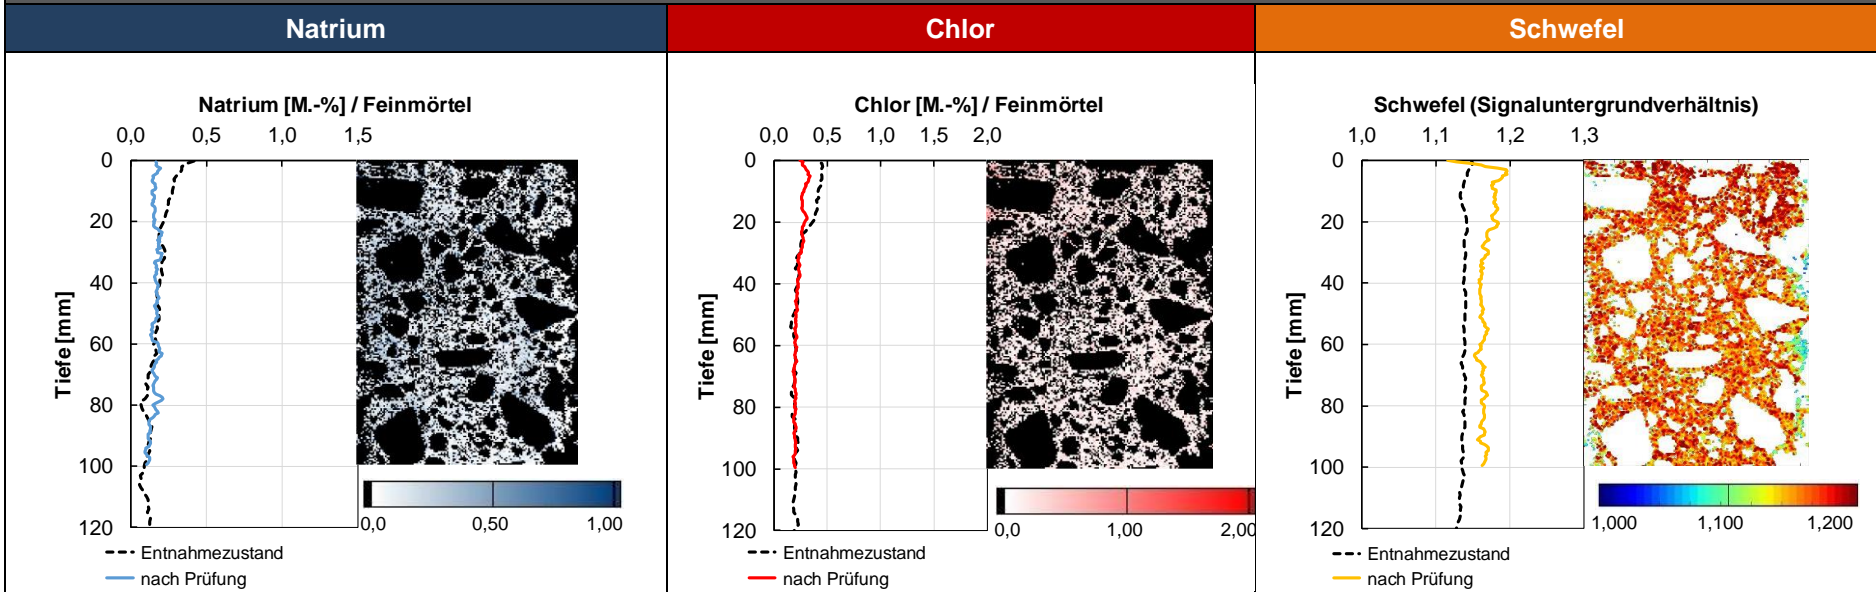 Natrium
Chlor
Schwefel
Natrium [M.-%] / Feinmörtel
0,0 0,5 1,0 1,5
Tiefe [mm]
0
20
40
60
80
100
120
0,0 0,50 1,00
Entnahmezustand
nach Prüfung
Chlor [M.-%] / Feinmörtel
0,0 0,5 1,0 1,5 2,0
Tiefe [mm]
0
20
40
60
80
100
120
0,0 1,00 2,00
Entnahmezustand
nach Prüfung
Schwefel (Signaluntergrundverhältnis)
1,0 1,1 1,2 1,3
Tiefe [mm]
0
20
40
60
80
100
120
1,000 1,100 1,200
Entnahmezustand
nach Prüfung